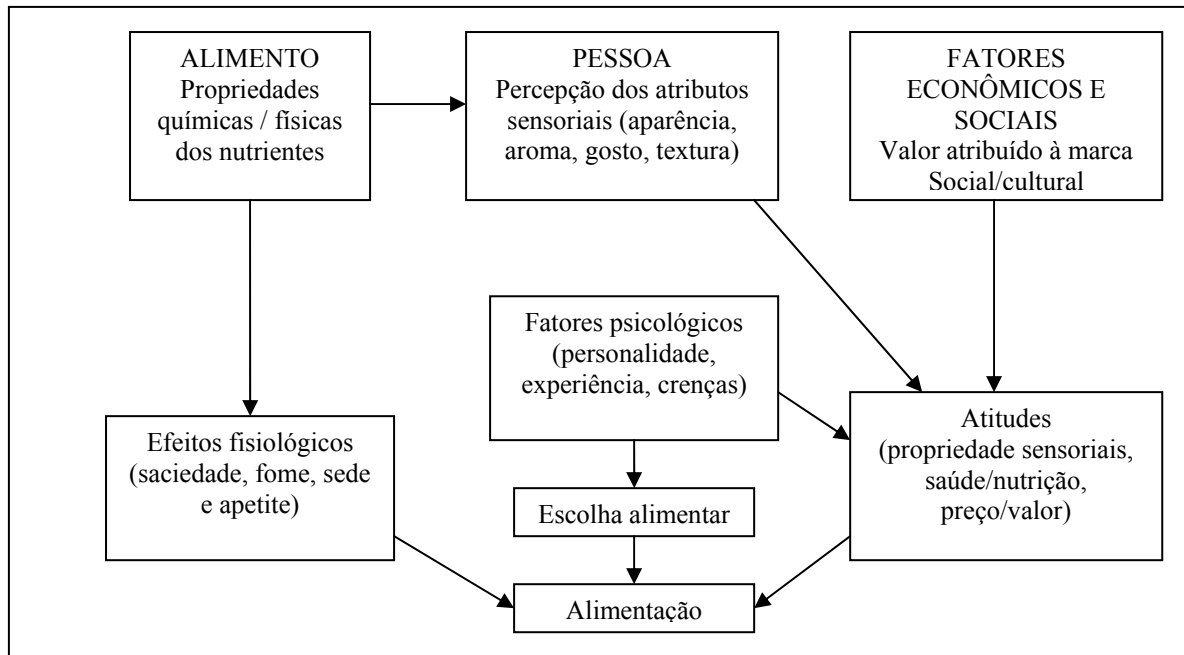 ALIMENTO
Propriedades
químicas / físicas
dos nutrientes
PESSOA
Percepção dos atributos
sensoriais (aparência,
aroma, gosto, textura)
FATORES
ECONÔMICOS E
SOCIAIS
Valor atribuído à marca
Social/cultural
Fatores psicológicos
(personalidade,
experiência, crenças)
Efeitos fisiológicos
(saciedade, fome, sede
e apetite)
Atitudes
(propriedade sensoriais,
saúde/nutrição,
preço/valor)
Escolha alimentar
Alimentação